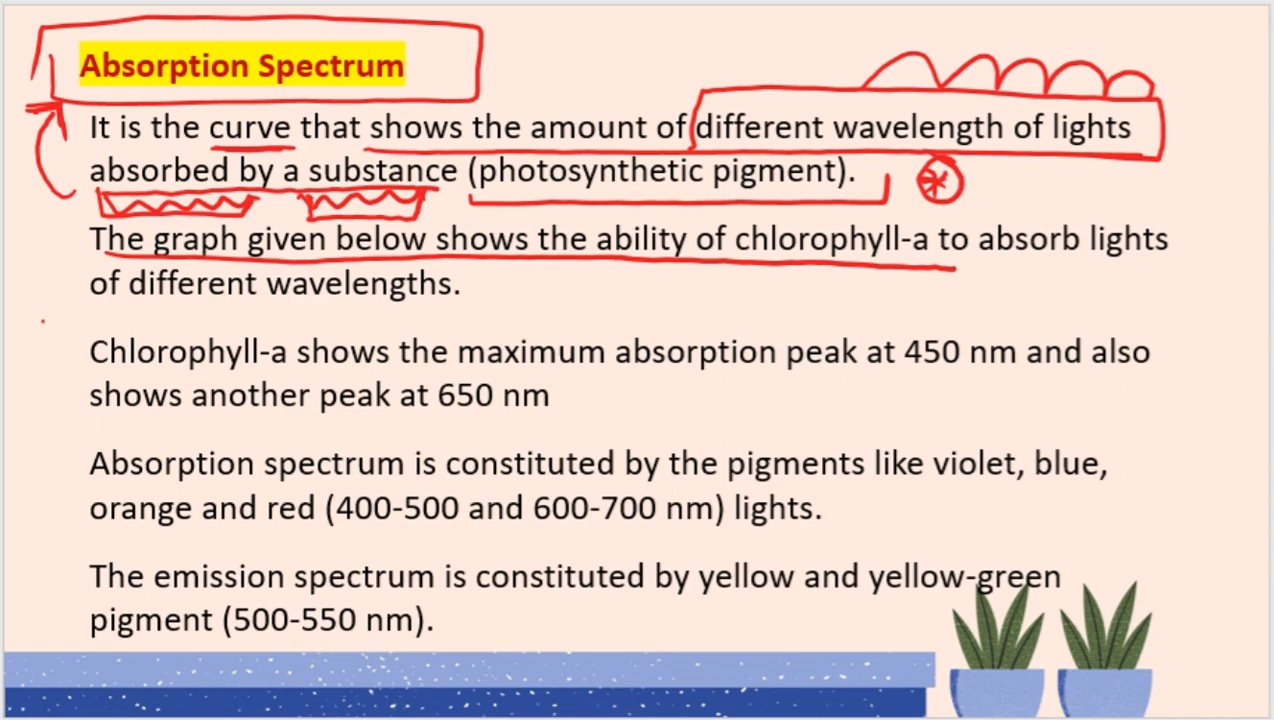 Absorption Spectrum
It is the curve that shows the amount of different wavelength of lights
absorbed by a substance (photosynthetic pigment).
The graph given below shows the ability of chlorophyll-a to absorb lights
of different wavelengths.
Chlorophyll-a shows the maximum absorption peak at 450 nm and also
shows another peak at 650 nm
Absorption spectrum is constituted by the pigments like violet, blue,
orange and red (400-500 and 600-700 nm) lights.
The emission spectrum is constituted by yellow and yellow-green
pigment (500-550 nm).